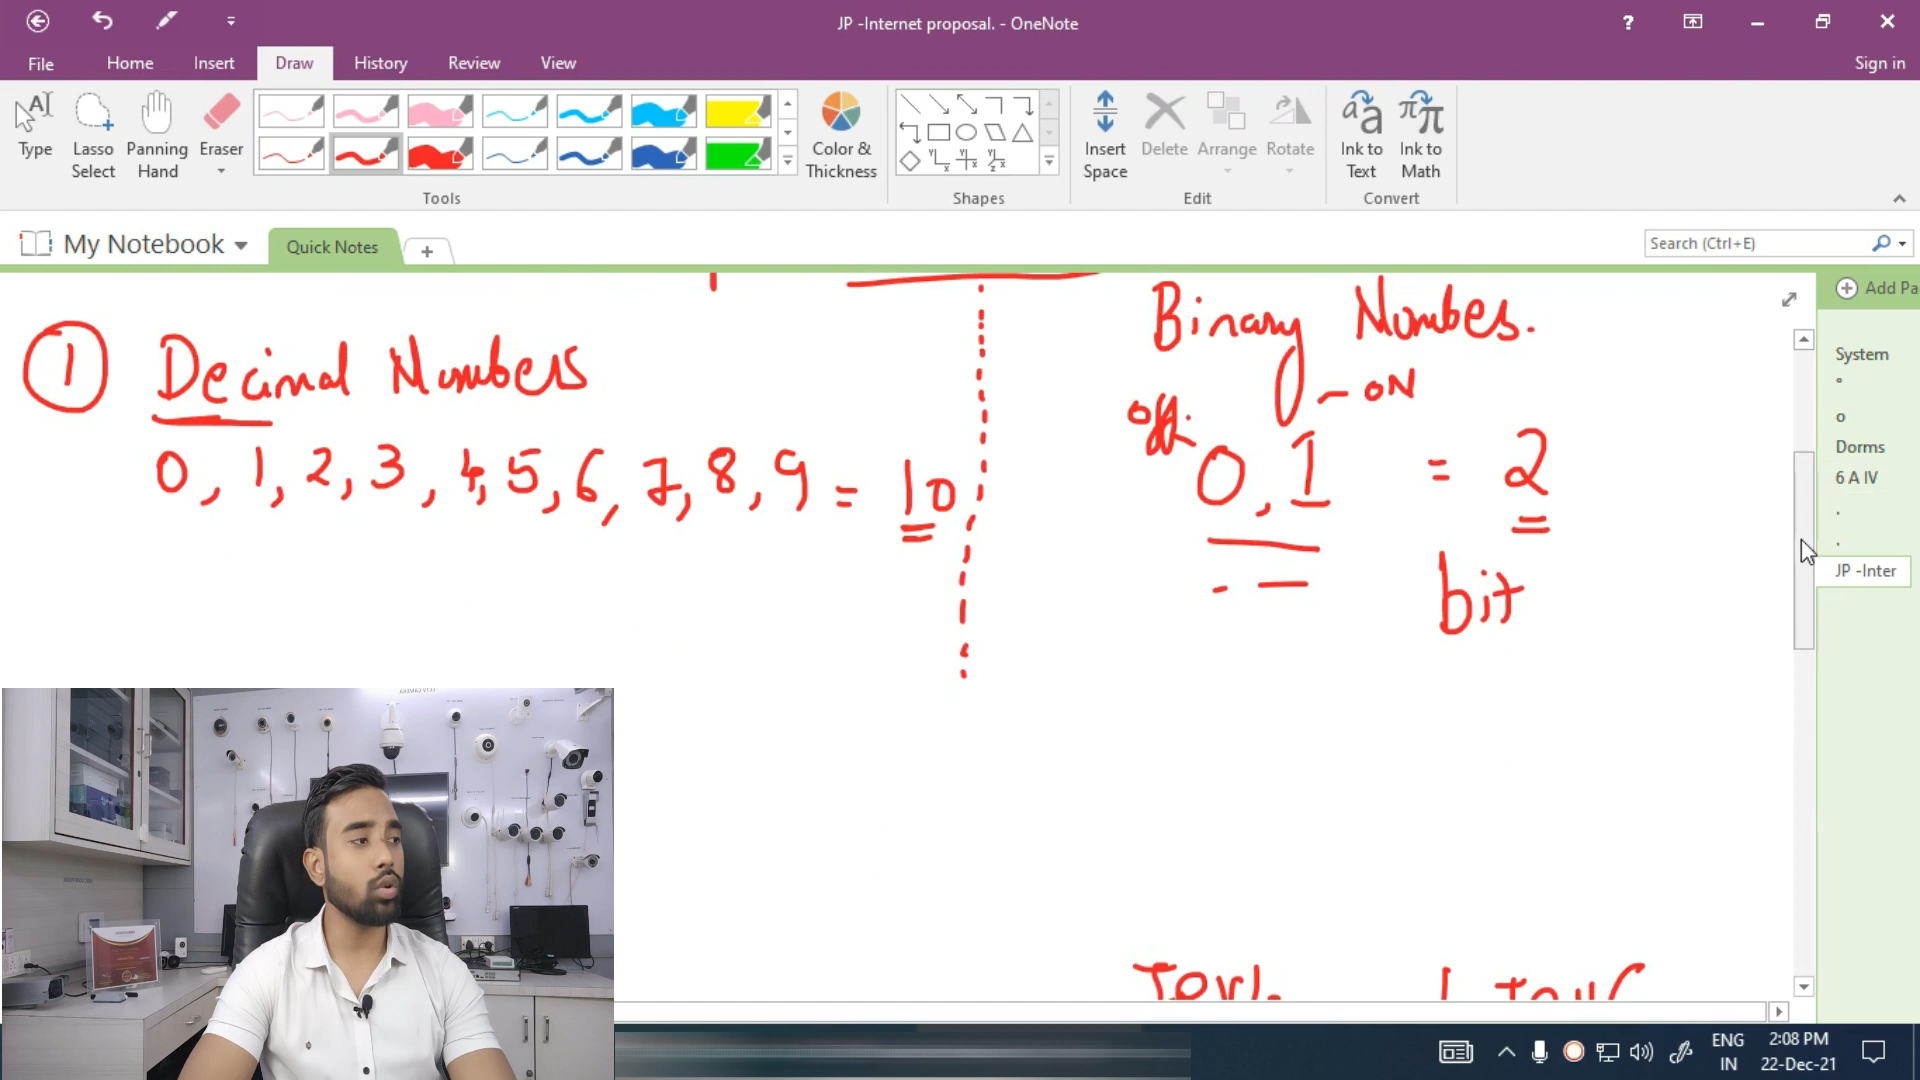 JP -Internet proposal. - OneNote
File Home Insert Draw History Review View Sign in
Type
Lasso Select
Panning Hand
Eraser
Color & Thickness
Insert Space
Delete
Arrange
Rotate
Ink to Text
Ink to Math
Tools Shapes Edit Convert
My Notebook Quick Notes Search (Ctrl+E)
Add Pa
System
Dorms
6 A IV
JP -Inter
1 Decimal Numbers
0, 1, 2, 3, 4, 5, 6, 7, 8, 9 = 10
Binary Number.
off. - ON
0, 1 = 2
bit
ENG 2:08 PM
IN 22-Dec-21